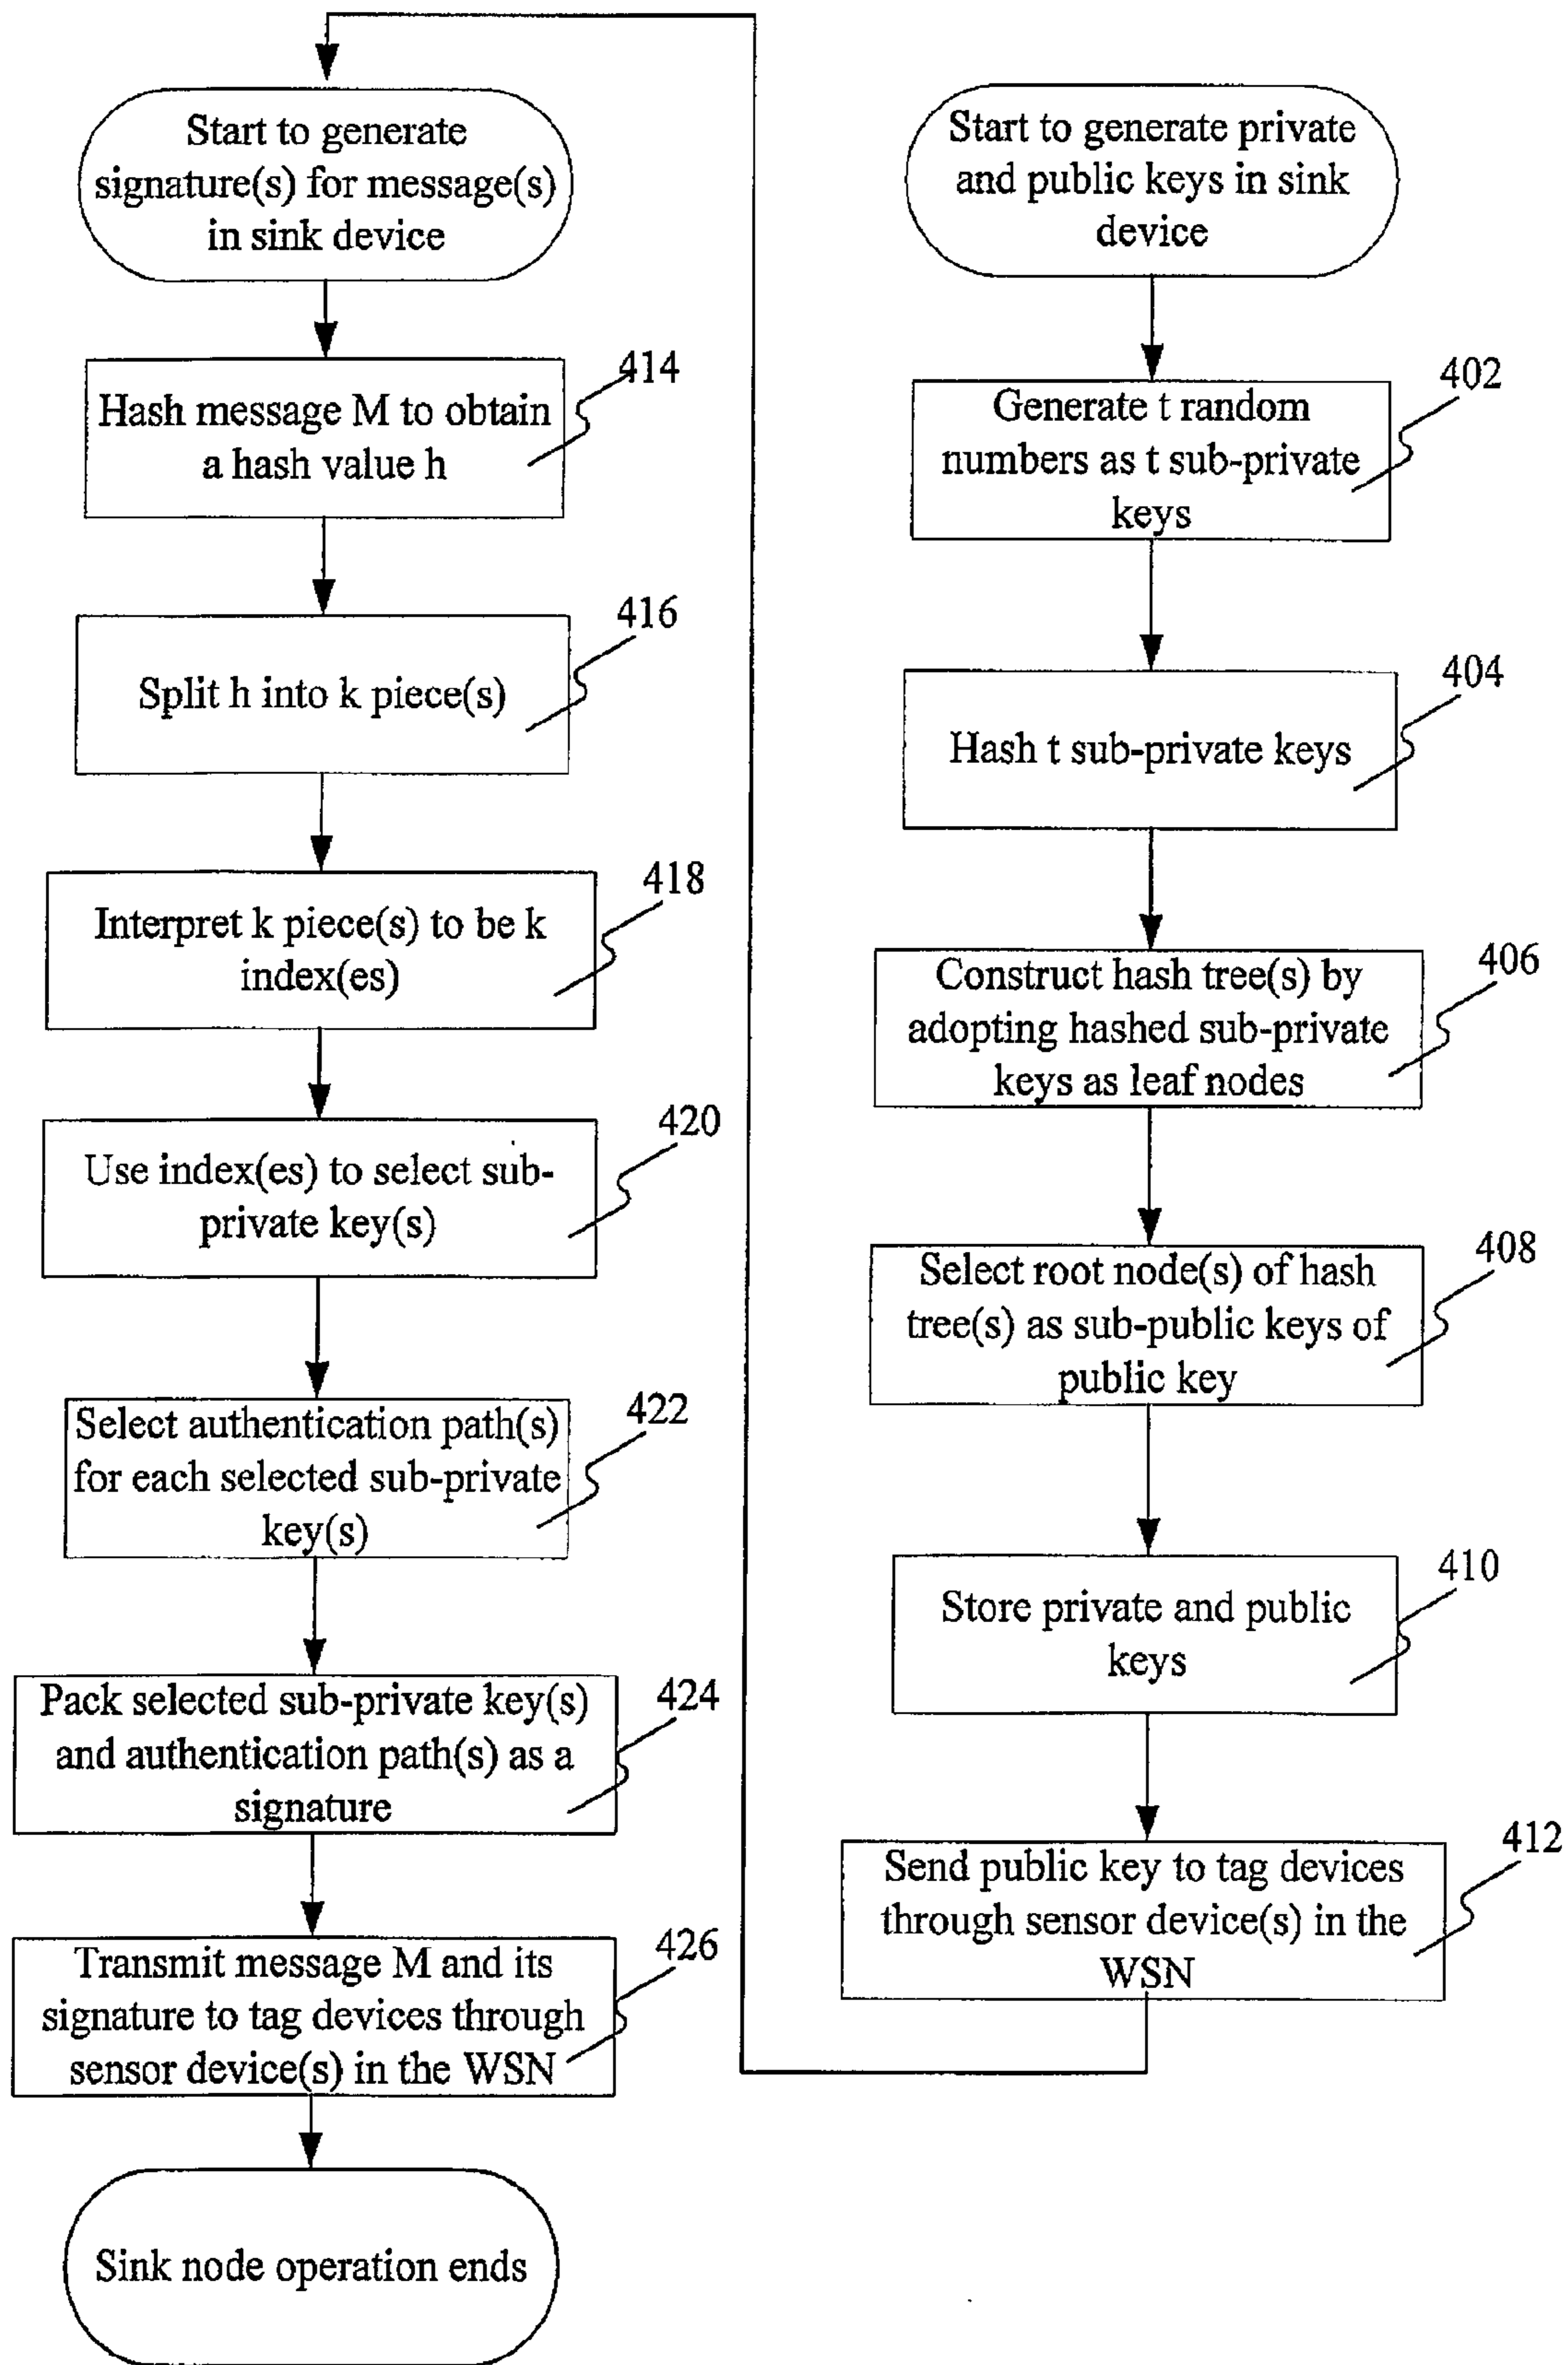 Start to generate
signature(s) for message(s)
in sink device
414
Hash message M to obtain
a hash value h
416
Split h into k piece(s)
418
Interpret k piece(s) to be k
index(es)
420
Use index(es) to select sub-
private key(s)
422
Select authentication path(s)
for each selected sub-private
key(s)
424
Pack selected sub-private key(s)
and authentication path(s) as a
signature
426
Transmit message M and its
signature to tag devices through
sensor device(s) in the WSN
Sink node operation ends
Start to generate private
and public keys in sink
device
402
Generate t random
numbers as t sub-private
keys
404
Hash t sub-private keys
406
Construct hash tree(s) by
adopting hashed sub-private
keys as leaf nodes
408
Select root node(s) of hash
tree(s) as sub-public keys of
public key
410
Store private and public
keys
412
Send public key to tag devices
through sensor device(s) in the
WSN